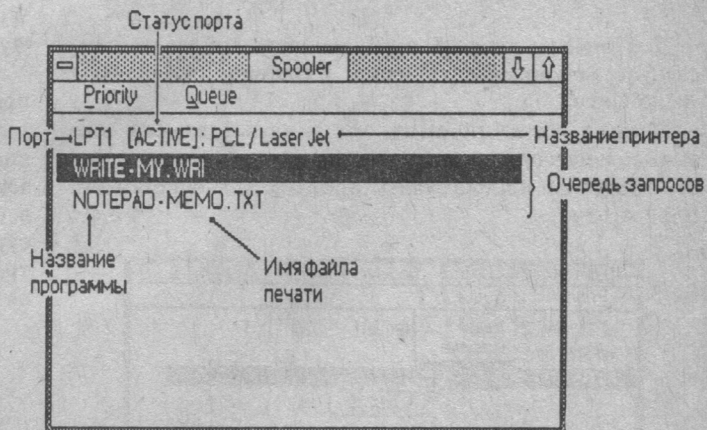 Статус порта
Spooler
Priority Queue
Порт LPT1 [ACTIVE]: PCL / Laser Jet Название принтера
WRITE-MY.WRI
Очередь запросов
NOTEPAD-MEMO.TXT
Название
программы
Имя файла
печати